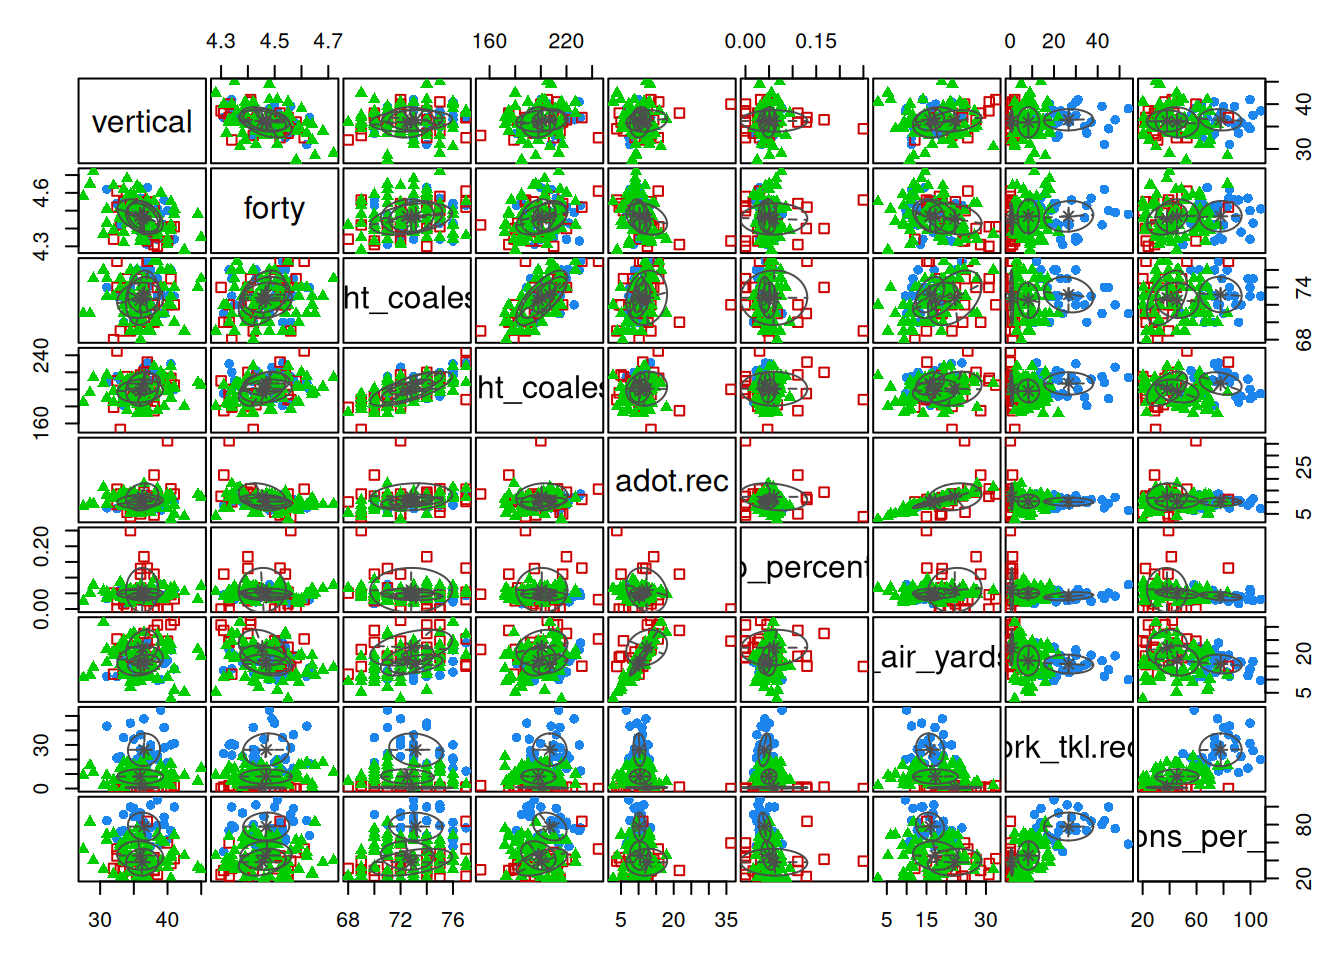 4.3 4.5 4.7 160 220 0.00 0.15 0 20 40
vertical 30 40
4.3 4.6 forty
ht_coales 68 74
160 240 ht_coales
adot.rec 5 25
0.00 0.20 _percent
_air_yards 5 20
0 30 ork_tkl.rec
ons_per_ 20 80
30 40 68 72 76 5 20 35 5 15 30 20 60 100